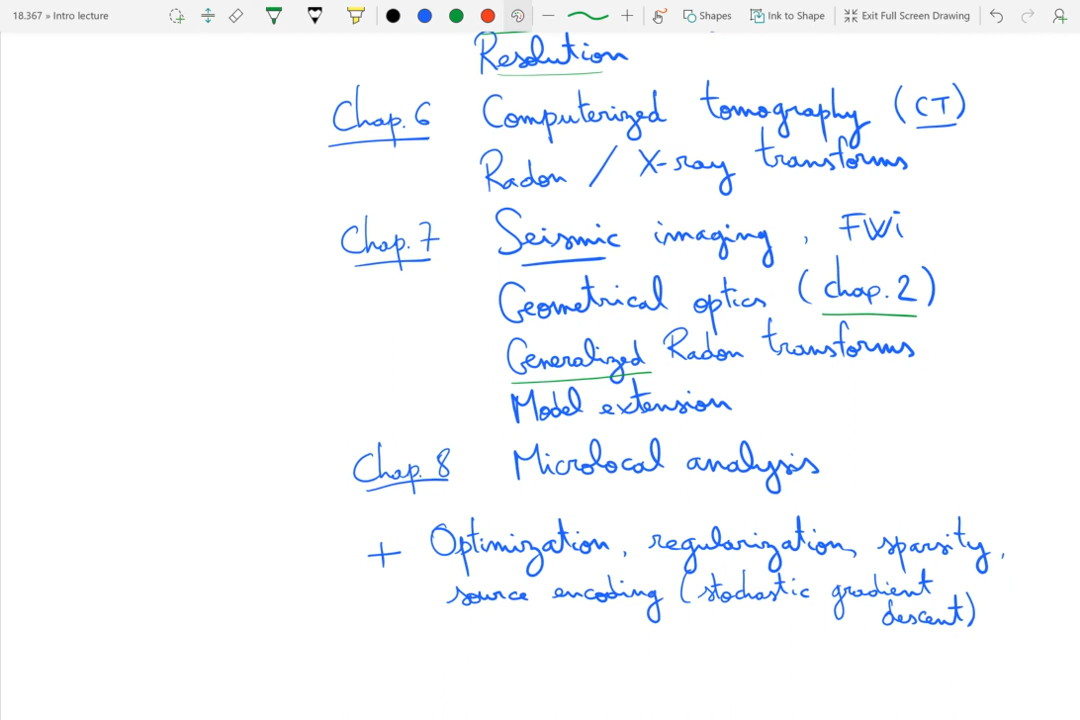 18.367 » Intro lecture
Shapes
Ink to Shape
Exit Full Screen Drawing
Resolution
Chap. 6 Computerized tomography (CT)
Radon / X-ray transforms
Chap. 7 Seismic imaging, FWi
Geometrical optics (chap. 2)
Generalized Radon transforms
Model extension
Chap. 8 Microlocal analysis
+ Optimization, regularization, sparsity,
source encoding (stochastic gradient
descent)